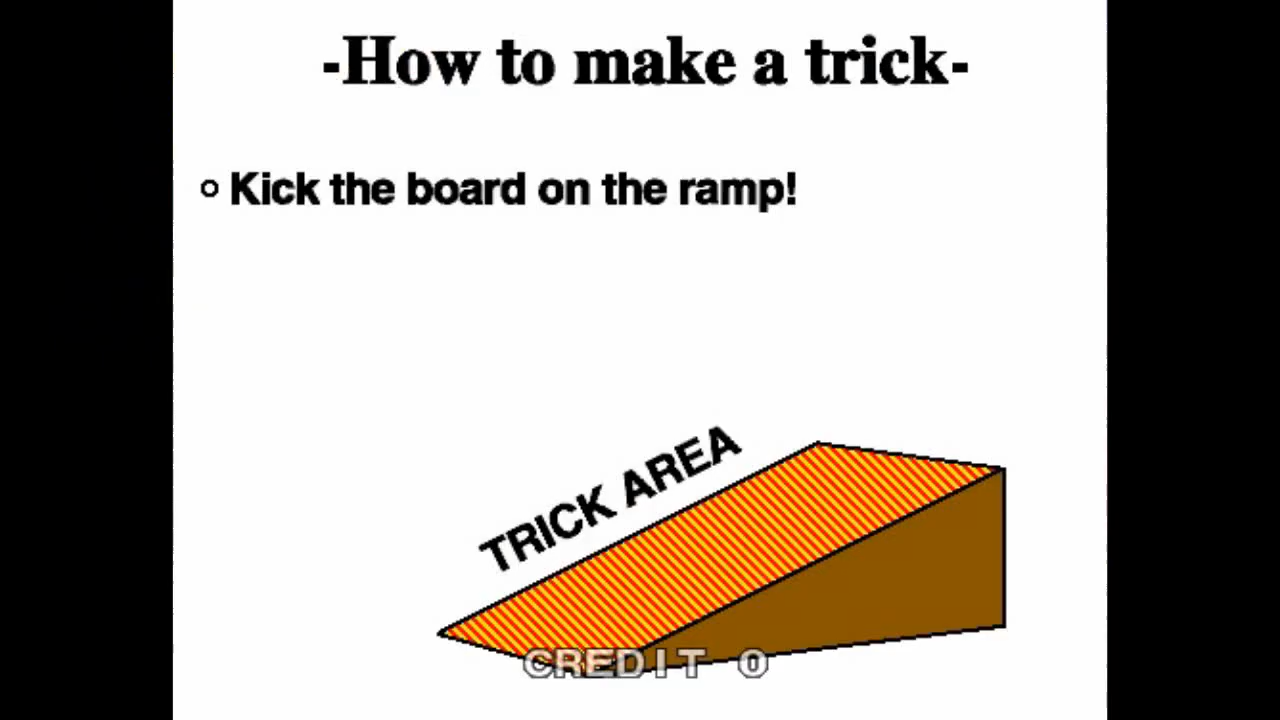 -How to make a trick-
Kick the board on the ramp!
TRICK AREA
CREDIT 0